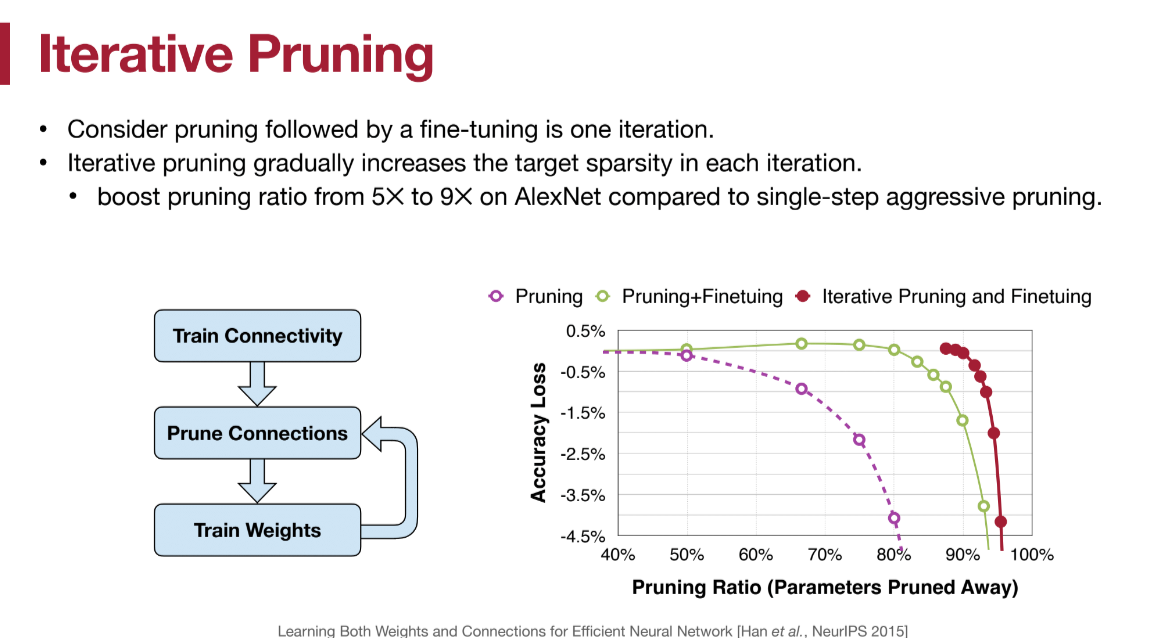 Iterative Pruning
• Consider pruning followed by a fine-tuning is one iteration.
• Iterative pruning gradually increases the target sparsity in each iteration.
• boost pruning ratio from 5✕ to 9✕ on AlexNet compared to single-step aggressive pruning.
Train Connectivity
Prune Connections
Train Weights
Pruning
Pruning+Finetuing
Iterative Pruning and Finetuing
Accuracy Loss
0.5%
-0.5%
-1.5%
-2.5%
-3.5%
-4.5%
40% 50% 60% 70% 80% 90% 100%
Pruning Ratio (Parameters Pruned Away)
Learning Both Weights and Connections for Efficient Neural Network [Han et al., NeurIPS 2015]